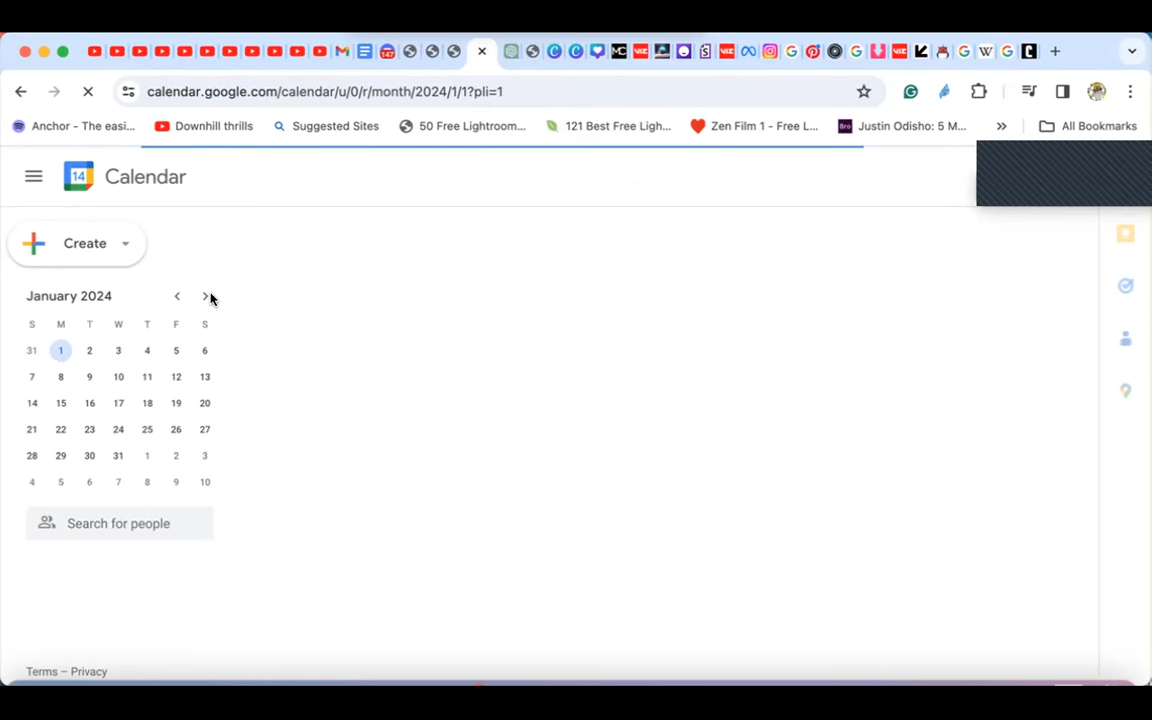 calendar.google.com/calendar/u/0/r/month/2024/1/1?pli=1
Anchor - The easi... Downhill thrills Suggested Sites 50 Free Lightroom... 121 Best Free Ligh... Zen Film 1 - Free L... Bro Justin Odisho: 5 M... » All Bookmarks
14 Calendar
Create
January 2024
S M T W T F S
31 1 2 3 4 5 6
7 8 9 10 11 12 13
14 15 16 17 18 19 20
21 22 23 24 25 26 27
28 29 30 31 1 2 3
4 5 6 7 8 9 10
Search for people
Terms – Privacy